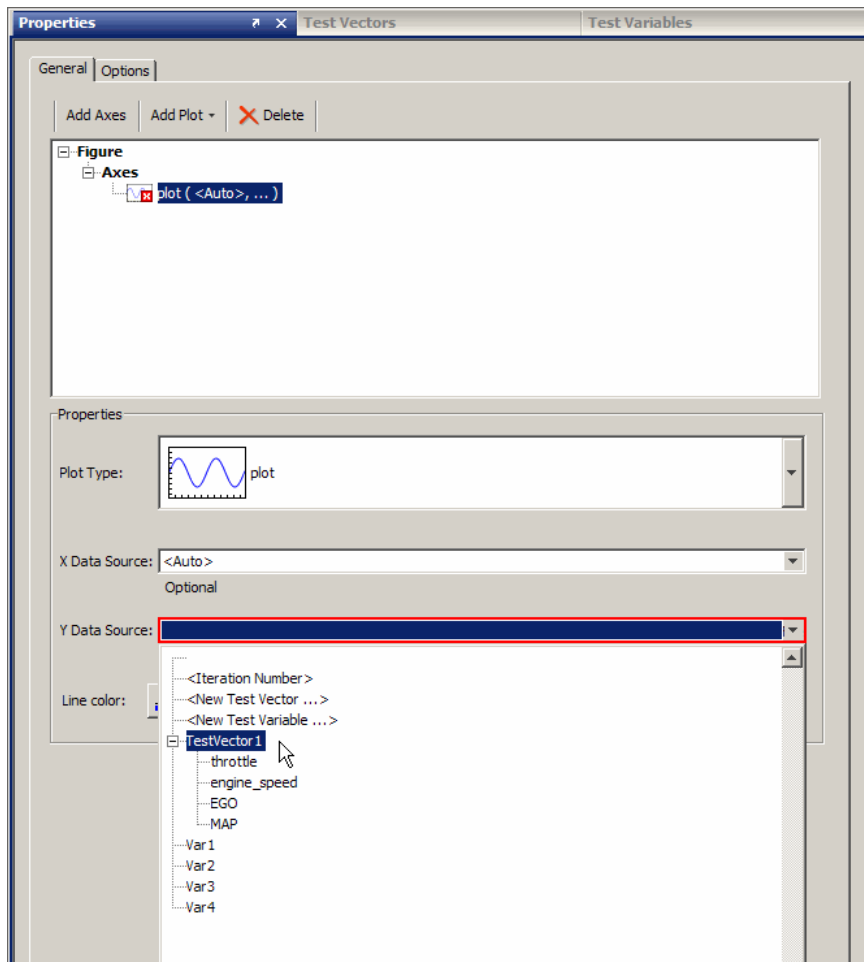 Properties
Test Vectors
Test Variables
General
Options
Add Axes
Add Plot
Delete
Figure
Axes
plot ( <Auto>, ... )
Properties
Plot Type:
plot
X Data Source:
<Auto>
Optional
Y Data Source:
<Iteration Number>
<New Test Vector ...>
<New Test Variable ...>
Line color:
TestVector1
throttle
engine_speed
EGO
MAP
Var1
Var2
Var3
Var4